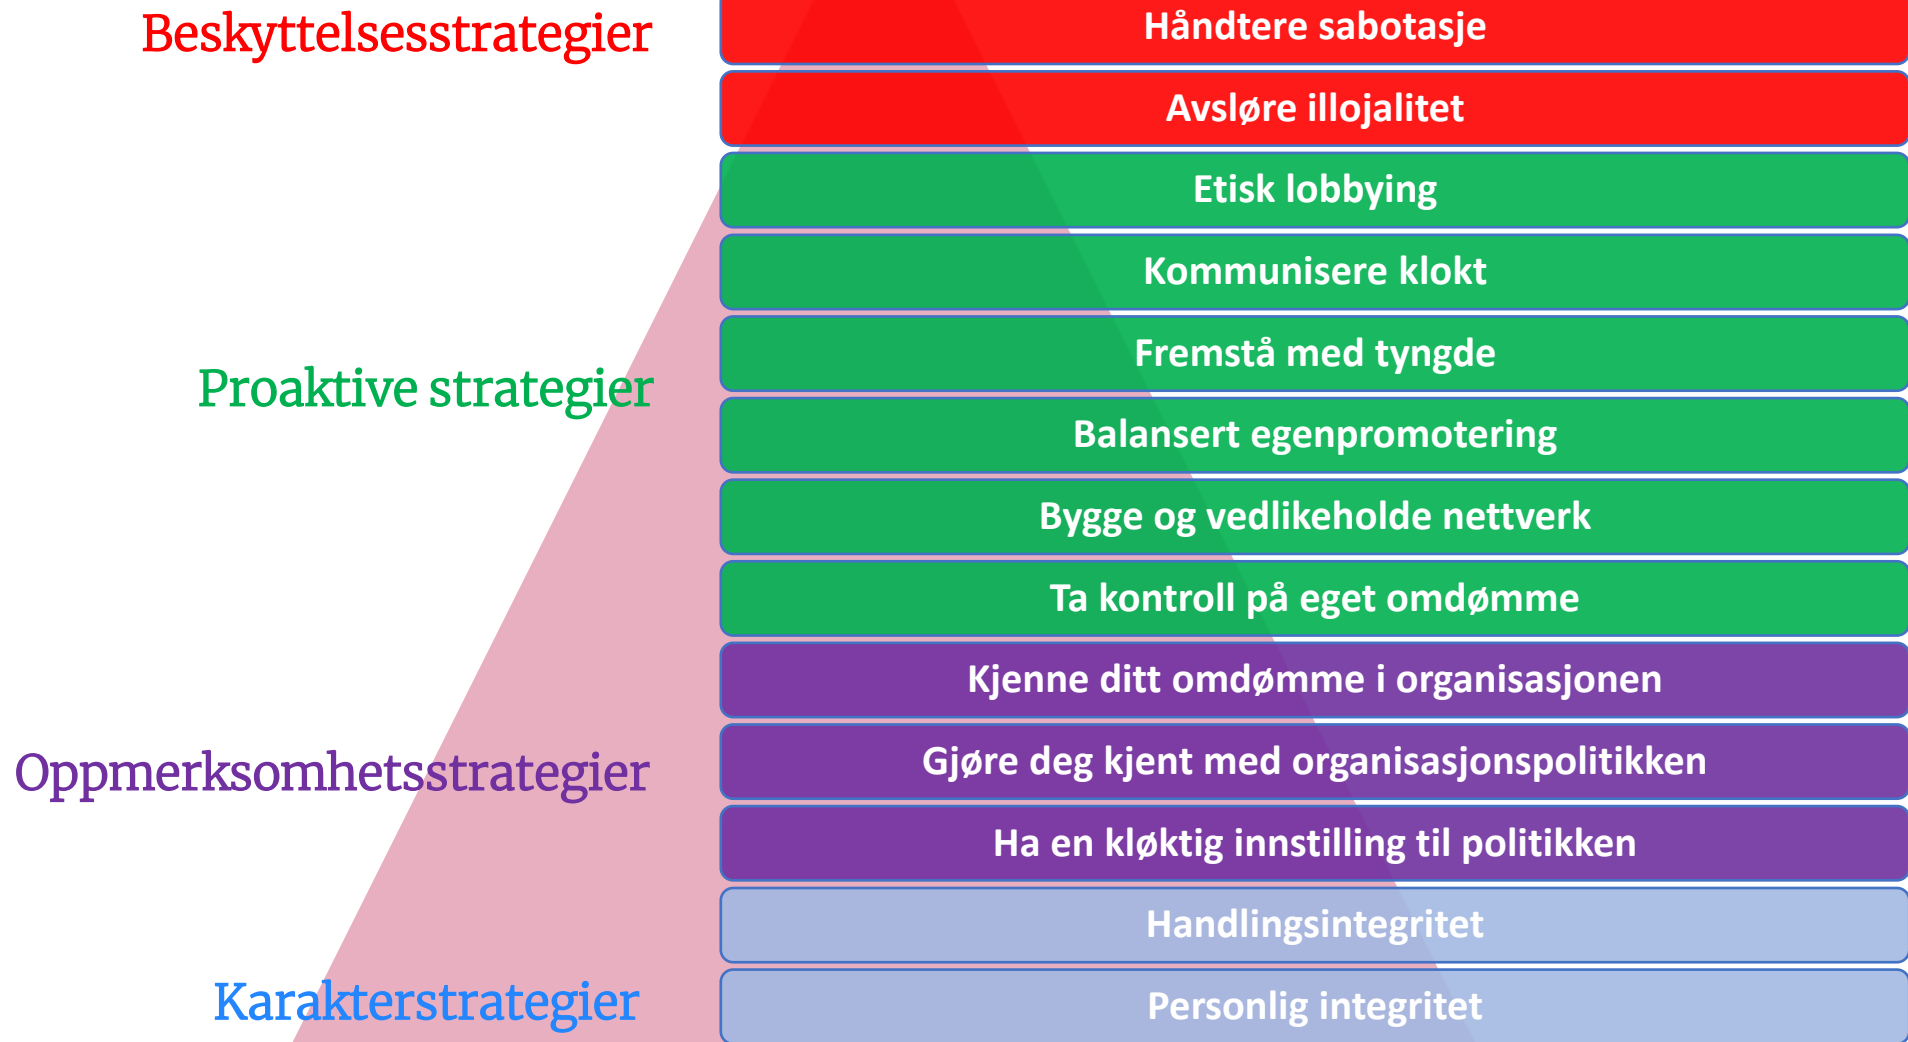 Beskyttelsesstrategier
Håndtere sabotasje
Avsløre illojalitet
Etisk lobbying
Kommunisere klokt
Fremstå med tyngde
Proaktive strategier
Balansert egenpromotering
Bygge og vedlikeholde nettverk
Ta kontroll på eget omdømme
Kjenne ditt omdømme i organisasjonen
Oppmerksomhetsstrategier
Gjøre deg kjent med organisasjonspolitikken
Ha en kløktig innstilling til politikken
Handlingsintegritet
Karakterstrategier
Personlig integritet